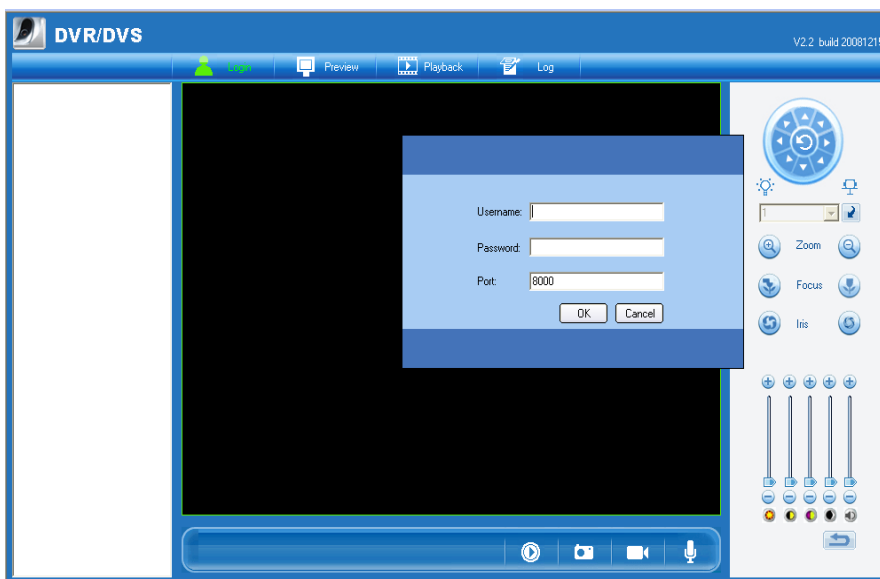 DVR/DVS
V2.2 build 20081215
Login
Preview
Playback
Log
Username:
Password:
Port: 8000
OK
Cancel
1
Zoom
Focus
Iris